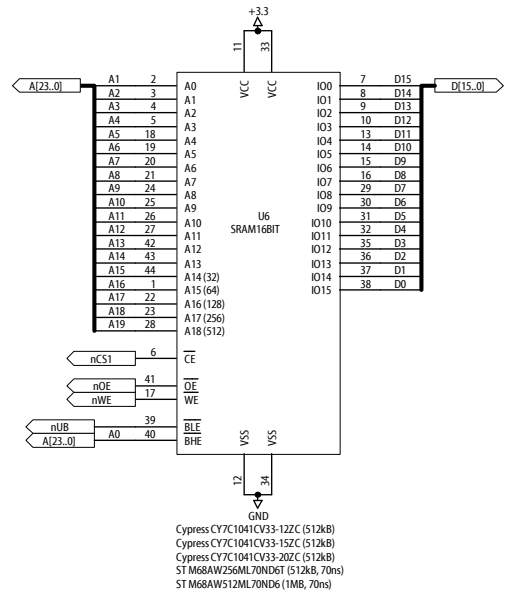 +3.3
11 33
VCC VCC
A[23..0] A1 2 A0 IO0 7 D15 D[15..0]
A2 3 A1 IO1 8 D14
A3 4 A2 IO2 9 D13
A4 5 A3 IO3 10 D12
A5 18 A4 IO4 13 D11
A6 19 A5 IO5 14 D10
A7 20 A6 IO6 15 D9
A8 21 A7 IO7 16 D8
A9 24 A8 IO8 29 D7
A10 25 A9 IO9 30 D6
A11 26 A10 IO10 31 D5
A12 27 A11 IO11 32 D4
A13 42 A12 IO12 35 D3
A14 43 A13 IO13 36 D2
A15 44 A14 (32) IO14 37 D1
A16 1 A15 (64) IO15 38 D0
A17 22 A16 (128)
A18 23 A17 (256)
A19 28 A18 (512)
U6
SRAM16BIT
nCS1 6 CE
nOE 41 OE
nWE 17 WE
nUB 39 BLE
A[23..0] A0 40 BHE
VSS VSS
12 34
GND
Cypress CY7C1041CV33-12ZC (512kB)
Cypress CY7C1041CV33-15ZC (512kB)
Cypress CY7C1041CV33-20ZC (512kB)
ST M68AW256ML70ND6T (512kB, 70ns)
ST M68AW512ML70ND6 (1MB, 70ns)